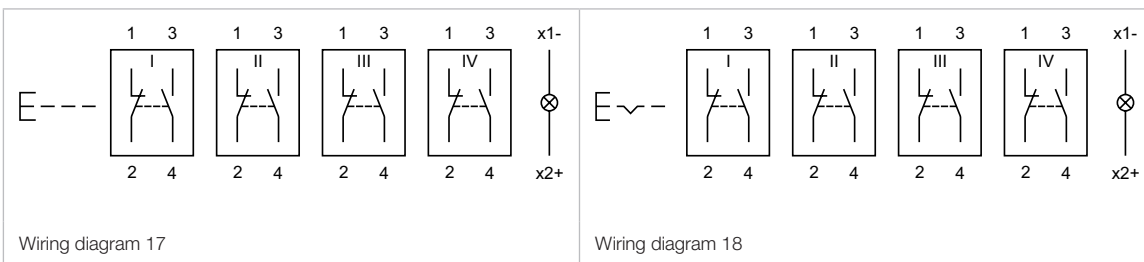 1 3 1 3 1 3 1 3 x1-
I II III IV
2 4 2 4 2 4 2 4 x2+
Wiring diagram 17
1 3 1 3 1 3 1 3 x1-
I II III IV
2 4 2 4 2 4 2 4 x2+
Wiring diagram 18